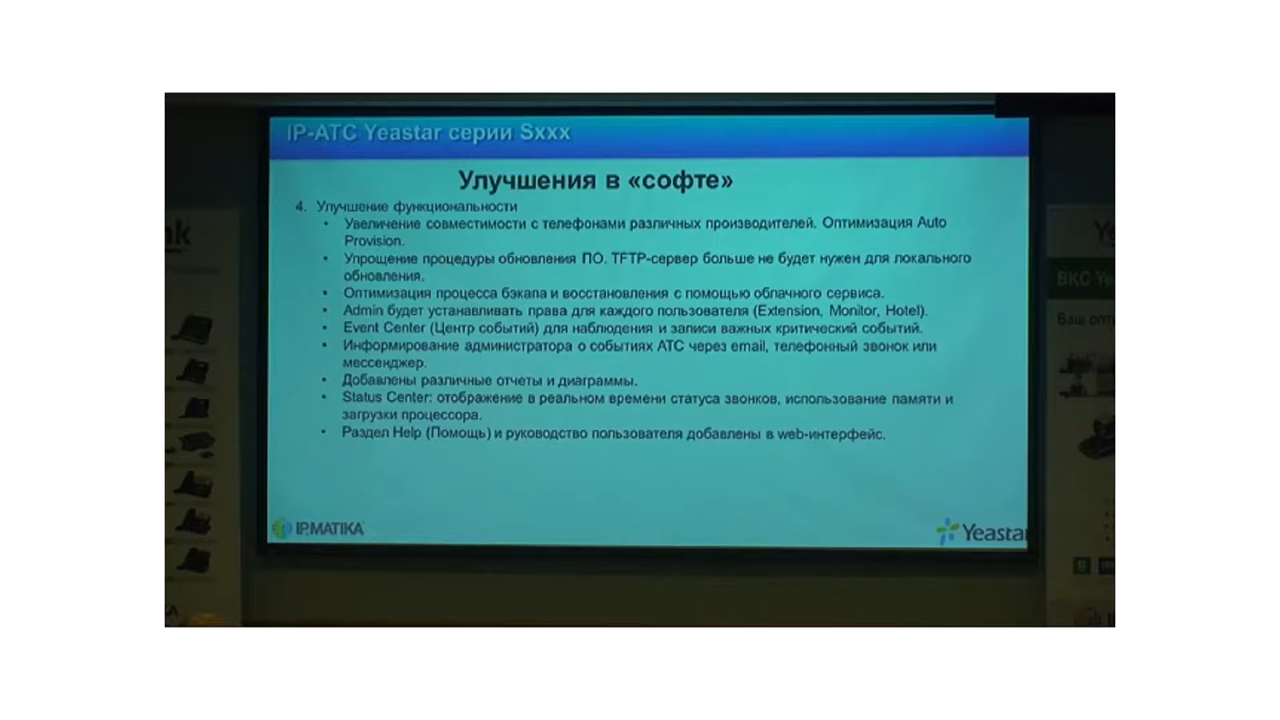 IP-АТС Yeastar серии Sxxx
Улучшения в «софте»
4. Улучшение функциональности
• Увеличение совместимости с телефонами различных производителей. Оптимизация Auto
Provision.
• Упрощение процедуры обновления ПО. TFTP-сервер больше не будет нужен для локального
обновления.
• Оптимизация процесса бэкапа и восстановления с помощью облачного сервиса.
• Admin будет устанавливать права для каждого пользователя (Extension, Monitor, Hotel).
• Event Center (Центр событий) для наблюдения и записи важных критический событий.
• Информирование администратора о событиях АТС через email, телефонный звонок или
мессенджер.
• Добавлены различные отчеты и диаграммы.
• Status Center: отображение в реальном времени статуса звонков, использование памяти и
загрузки процессора.
• Раздел Help (Помощь) и руководство пользователя добавлены в web-интерфейс.
IPMATIKA
Yeastar
ВКС Ye
Ваш опт